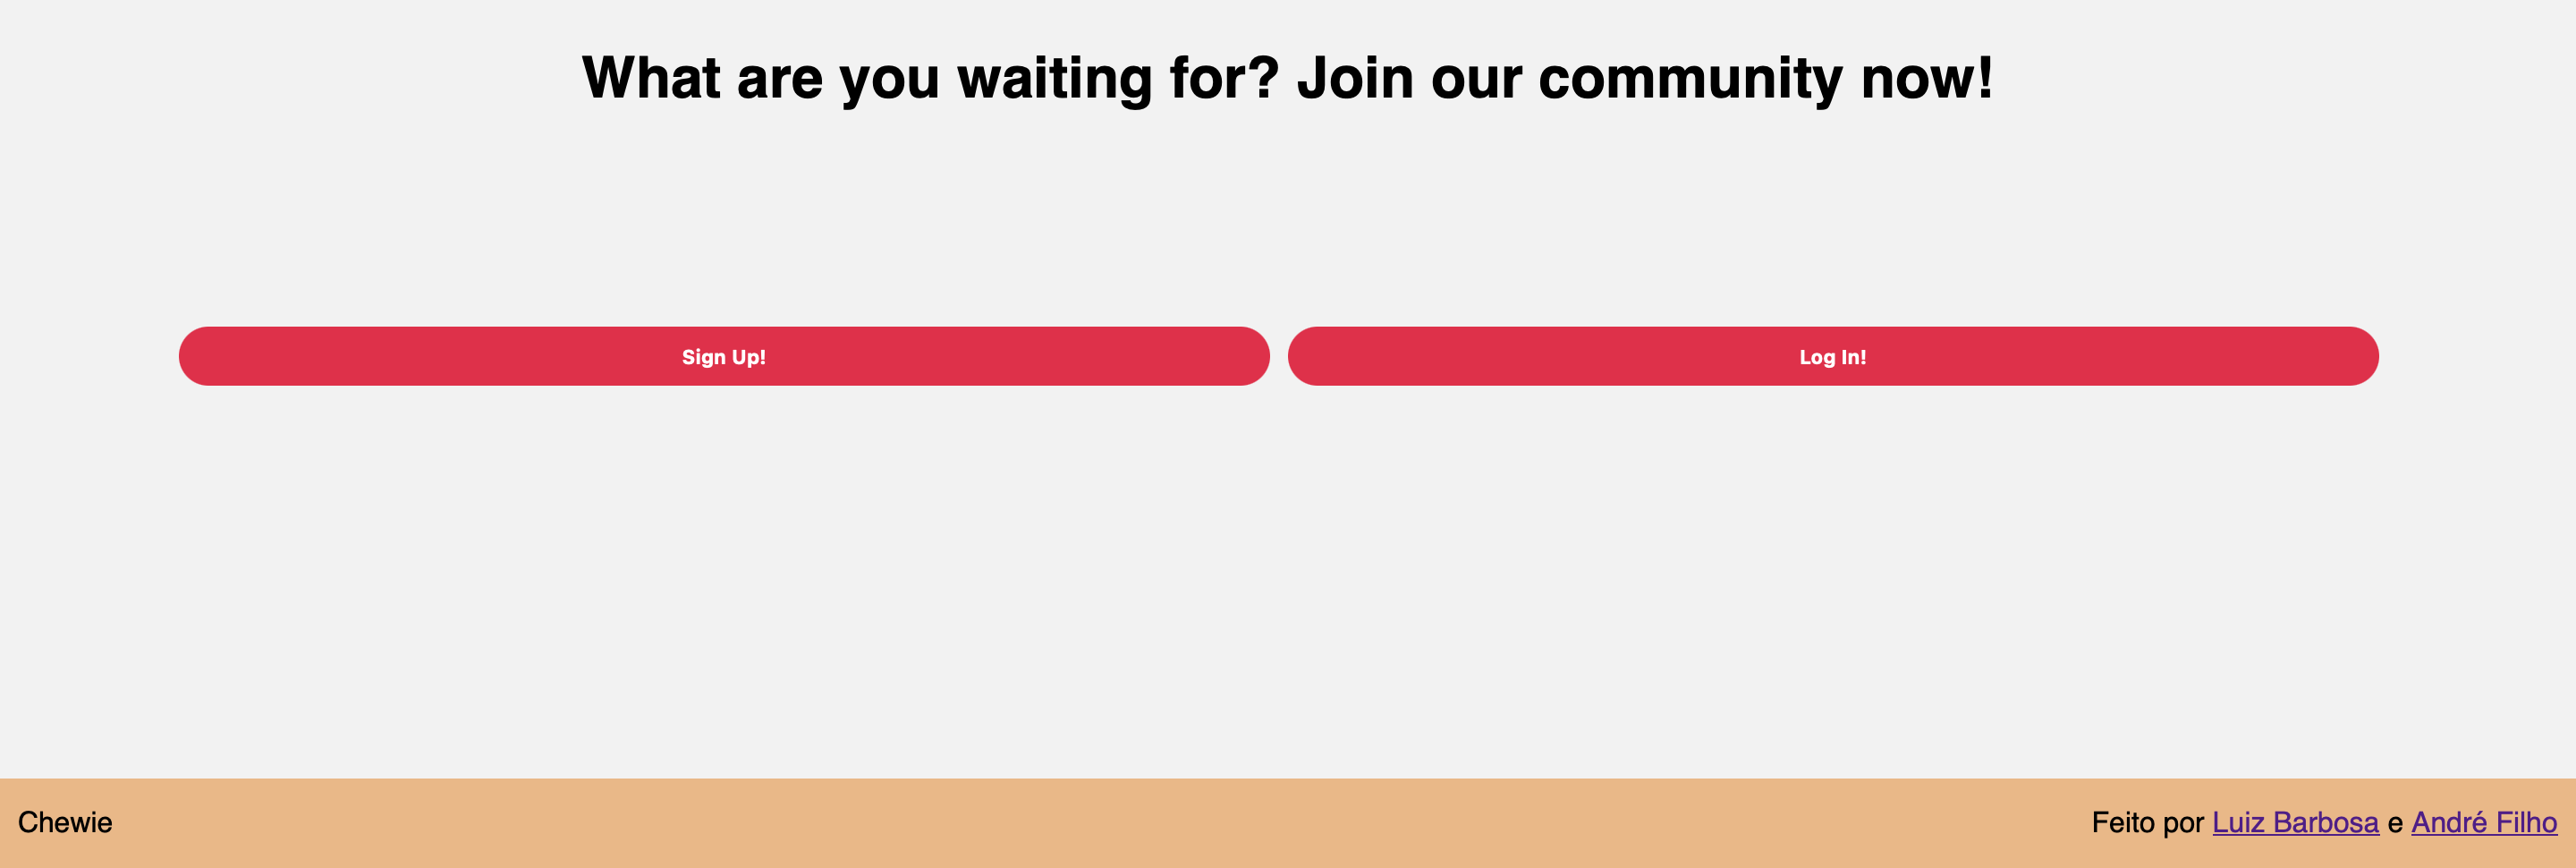 What are you waiting for? Join our community now!
Sign Up!
Log In!
Chewie
Feito por Luiz Barbosa e André Filho